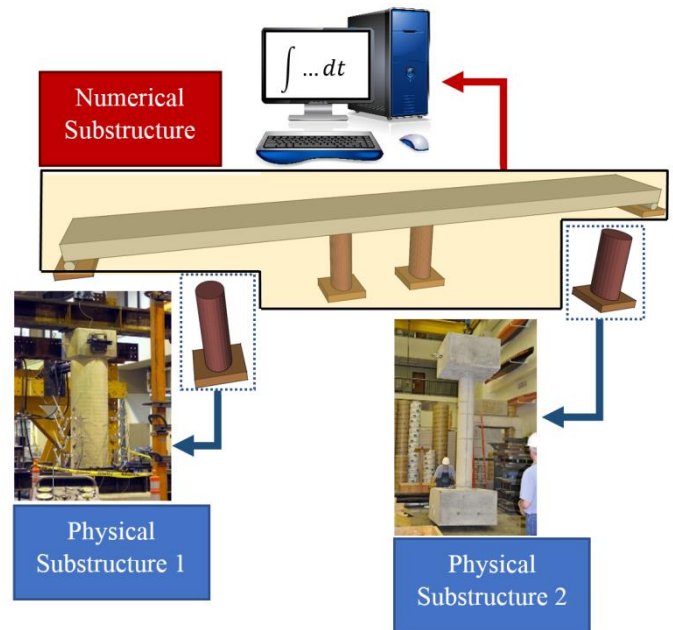 Numerical
Substructure
∫ ... dt
Physical
Substructure 1
Physical
Substructure 2